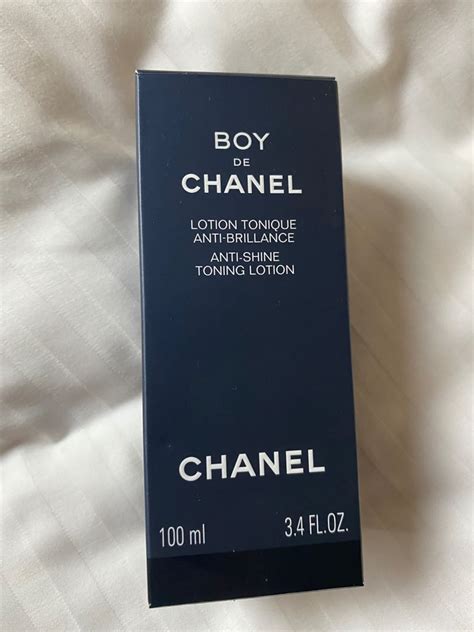 BOY
DE
CHANEL
LOTION TONIQUE
ANTI-BRILLANCE
ANTI-SHINE
TONING LOTION
CHANEL
100 ml 3.4 FL.OZ.